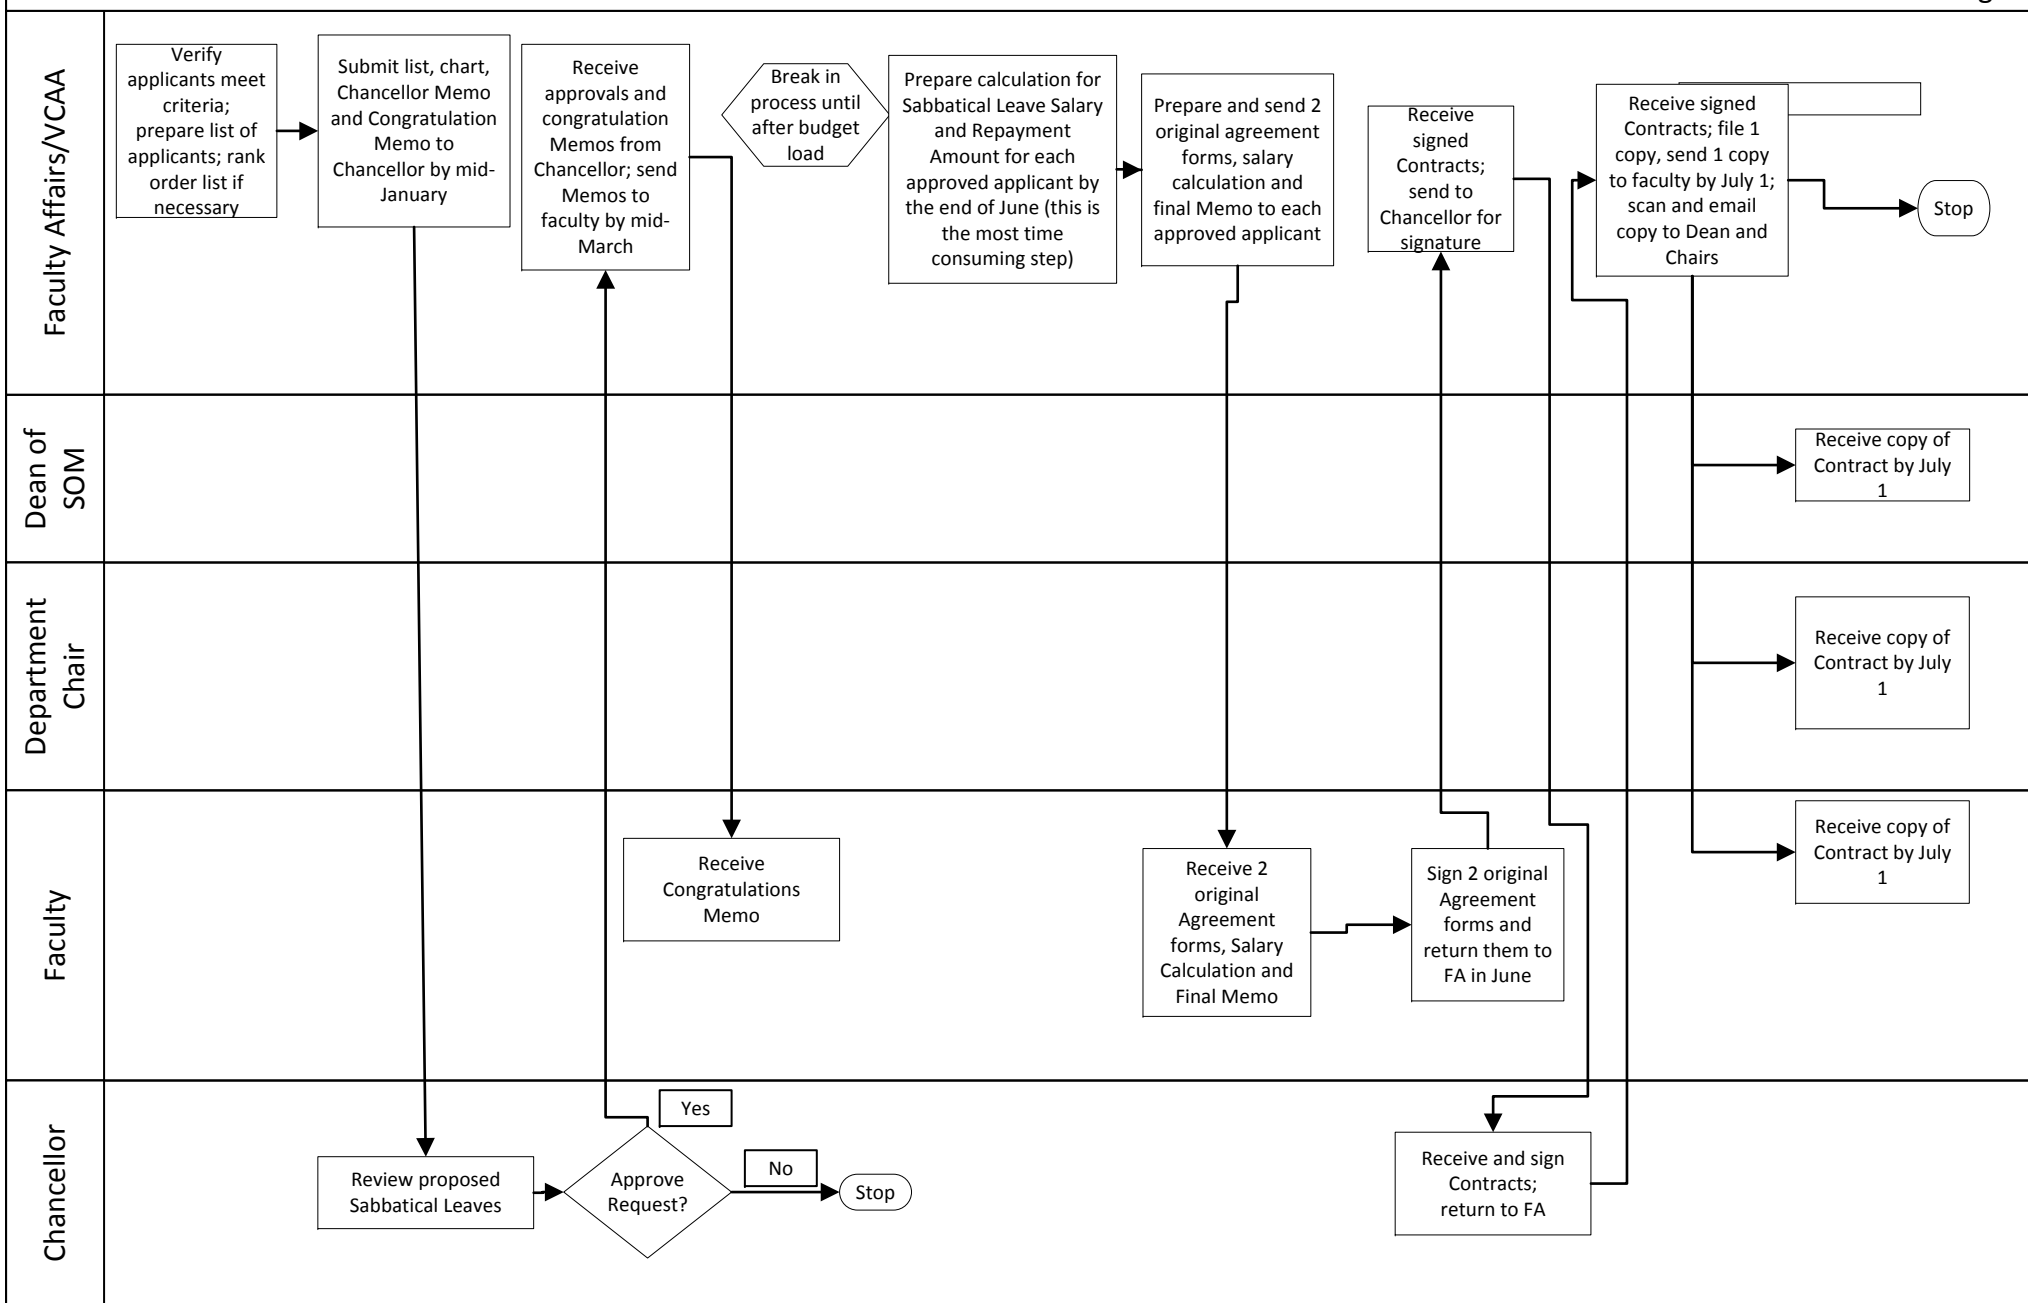 Faculty Affairs/VCAA
Verify
applicants meet
criteria;
prepare list of
applicants; rank
order list if
necessary
Submit list, chart,
Chancellor Memo
and Congratulation
Memo to
Chancellor by mid-
January
Receive
approvals and
congratulation
Memos from
Chancellor; send
Memos to
faculty by mid-
March
Break in
process until
after budget
load
Prepare calculation for
Sabbatical Leave Salary
and Repayment
Amount for each
approved applicant by
the end of June (this is
the most time
consuming step)
Prepare and send 2
original agreement
forms, salary
calculation and
final Memo to each
approved applicant
Receive
signed
Contracts;
send to
Chancellor for
signature
Receive signed
Contracts; file 1
copy, send 1 copy
to faculty by July 1;
scan and email
copy to Dean and
Chairs
Stop
Dean of
SOM
Receive copy of
Contract by July
1
Department
Chair
Receive copy of
Contract by July
1
Faculty
Receive
Congratulations
Memo
Receive 2
original
Agreement
forms, Salary
Calculation and
Final Memo
Sign 2 original
Agreement
forms and
return them to
FA in June
Receive copy of
Contract by July
1
Chancellor
Review proposed
Sabbatical Leaves
Approve
Request?
Yes
No
Stop
Receive and sign
Contracts;
return to FA